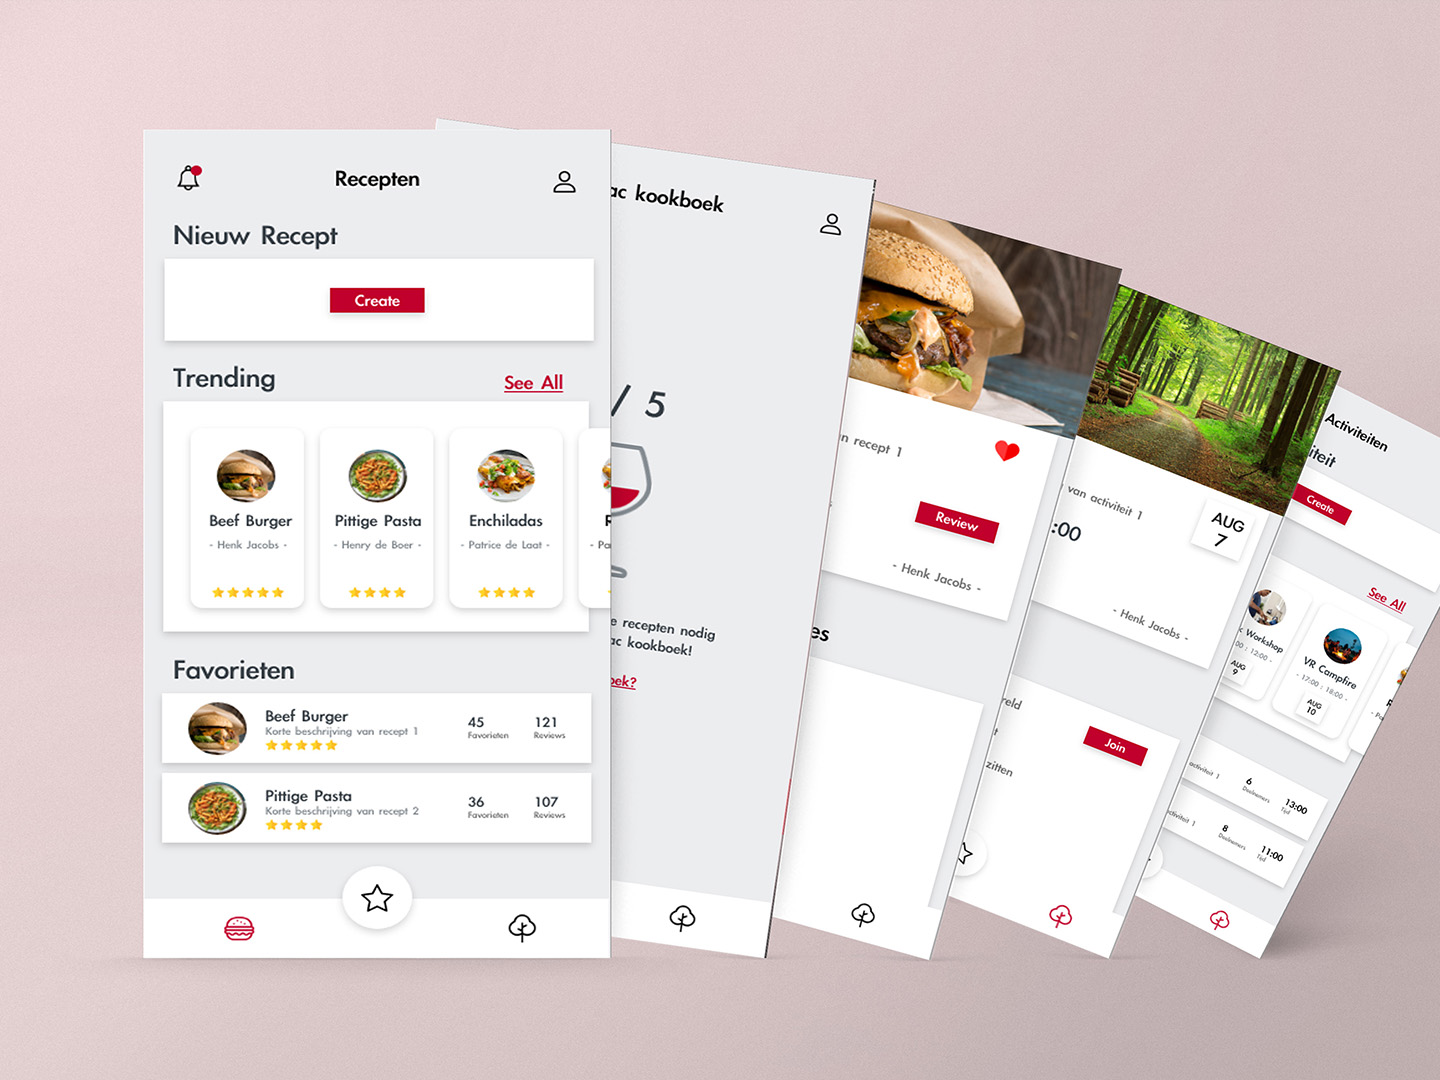 Recepten
Nieuw Recept
Create
Trending
See All
Beef Burger
- Henk Jacobs -
Pittige Pasta
- Henry de Boer -
Enchiladas
- Patrice de Laat -
R
- Pa
Favorieten
Beef Burger
Korte beschrijving van recept 1
45
Favorieten
121
Reviews
Pittige Pasta
Korte beschrijving van recept 2
36
Favorieten
107
Reviews
ac kookboek
/ 5
e recepten nodig
ac kookboek!
oek?
n recept 1
Review
- Henk Jacobs -
es
van activiteit 1
:00
AUG
7
- Henk Jacobs -
reld
t
zitten
Join
Activiteiten
iteit
Create
See All
k Workshop
:00 : 12:00 -
AUG
9
VR Campfire
- 17:00 : 18:00 -
AUG
10
R
- Pa
activiteit 1
6
Deelnemers
13:00
Tijd
activiteit 1
8
Deelnemers
11:00
Tijd